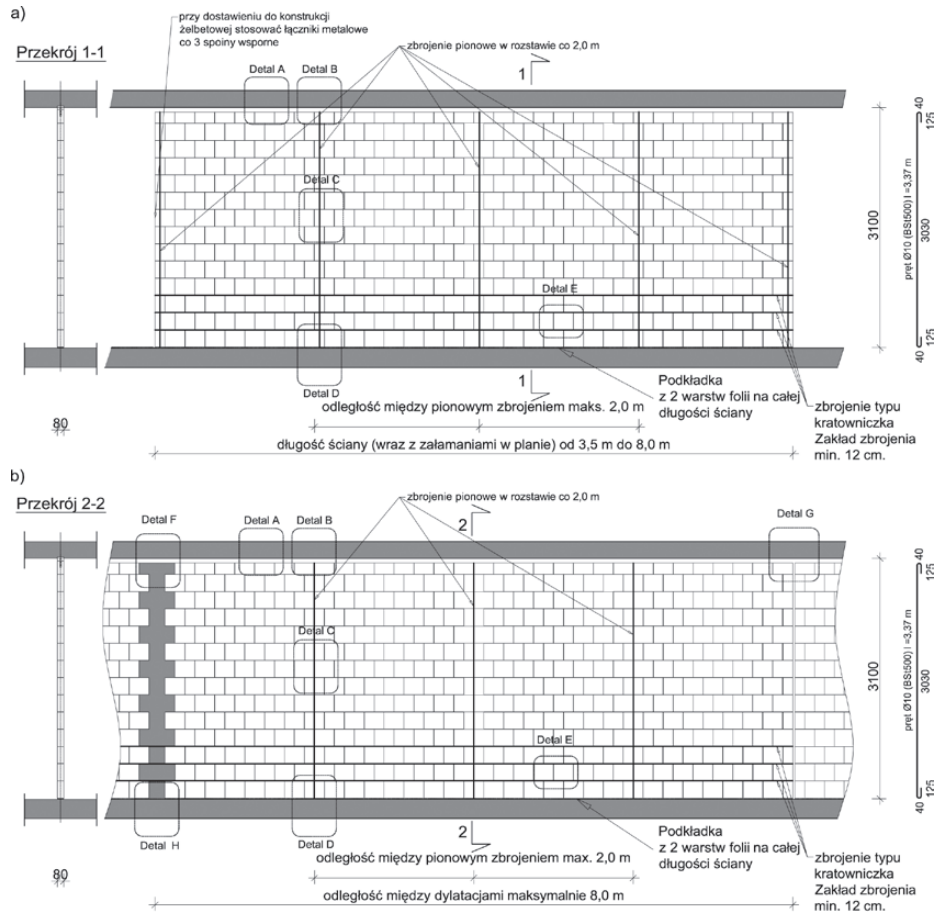 a)
przy dostawieniu do konstrukcji
żelbetowej stosować łączniki metalowe
co 3 spoiny wsporne
Przekrój 1-1
zbrojenie pionowe w rozstawie co 2,0 m
Detal A
Detal B
1
Detal C
Detal E
Detal D
1
3100
40
125
pręt Ø10 (BSt500) l =3,37 m
3030
125
40
80
Podkładka
z 2 warstw folii na całej
długości ściany
odległość między pionowym zbrojeniem maks. 2,0 m
długość ściany (wraz z załamaniami w planie) od 3,5 m do 8,0 m
zbrojenie typu
kratowniczka
Zakład zbrojenia
min. 12 cm.
b)
Przekrój 2-2
zbrojenie pionowe w rozstawie co 2,0 m
Detal F
Detal A
Detal B
2
Detal G
Detal C
Detal E
Detal H
Detal D
2
3100
40
125
pręt Ø10 (BSt500) l =3,37 m
3030
125
40
80
Podkładka
z 2 warstw folii na całej
długości ściany
odległość między pionowym zbrojeniem max. 2,0 m
odległość między dylatacjami maksymalnie 8,0 m
zbrojenie typu
kratowniczka
Zakład zbrojenia
min. 12 cm.